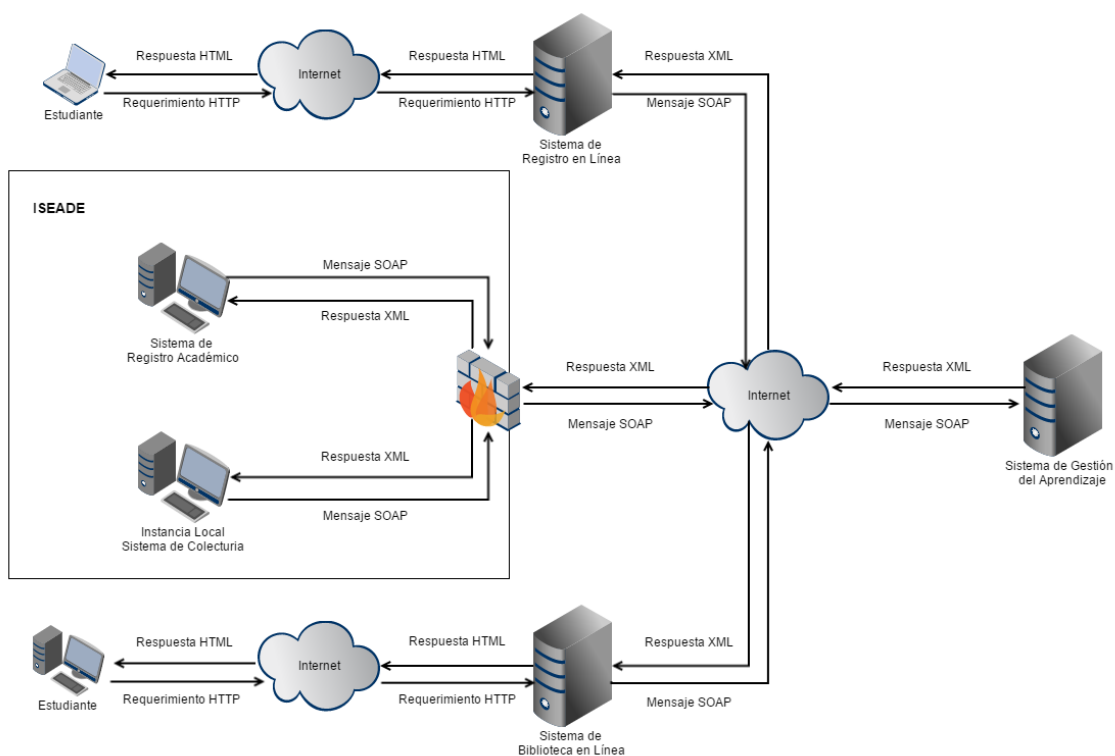 Respuesta HTML
Requerimiento HTTP
Estudiante
Internet
Respuesta HTML
Requerimiento HTTP
Sistema de
Registro en Línea
Respuesta XML
Mensaje SOAP
ISEADE
Mensaje SOAP
Respuesta XML
Sistema de
Registro Académico
Respuesta XML
Mensaje SOAP
Instancia Local
Sistema de Colecturia
Respuesta XML
Mensaje SOAP
Internet
Respuesta XML
Mensaje SOAP
Sistema de Gestión
del Aprendizaje
Respuesta HTML
Requerimiento HTTP
Estudiante
Internet
Respuesta HTML
Requerimiento HTTP
Sistema de
Biblioteca en Línea
Respuesta XML
Mensaje SOAP